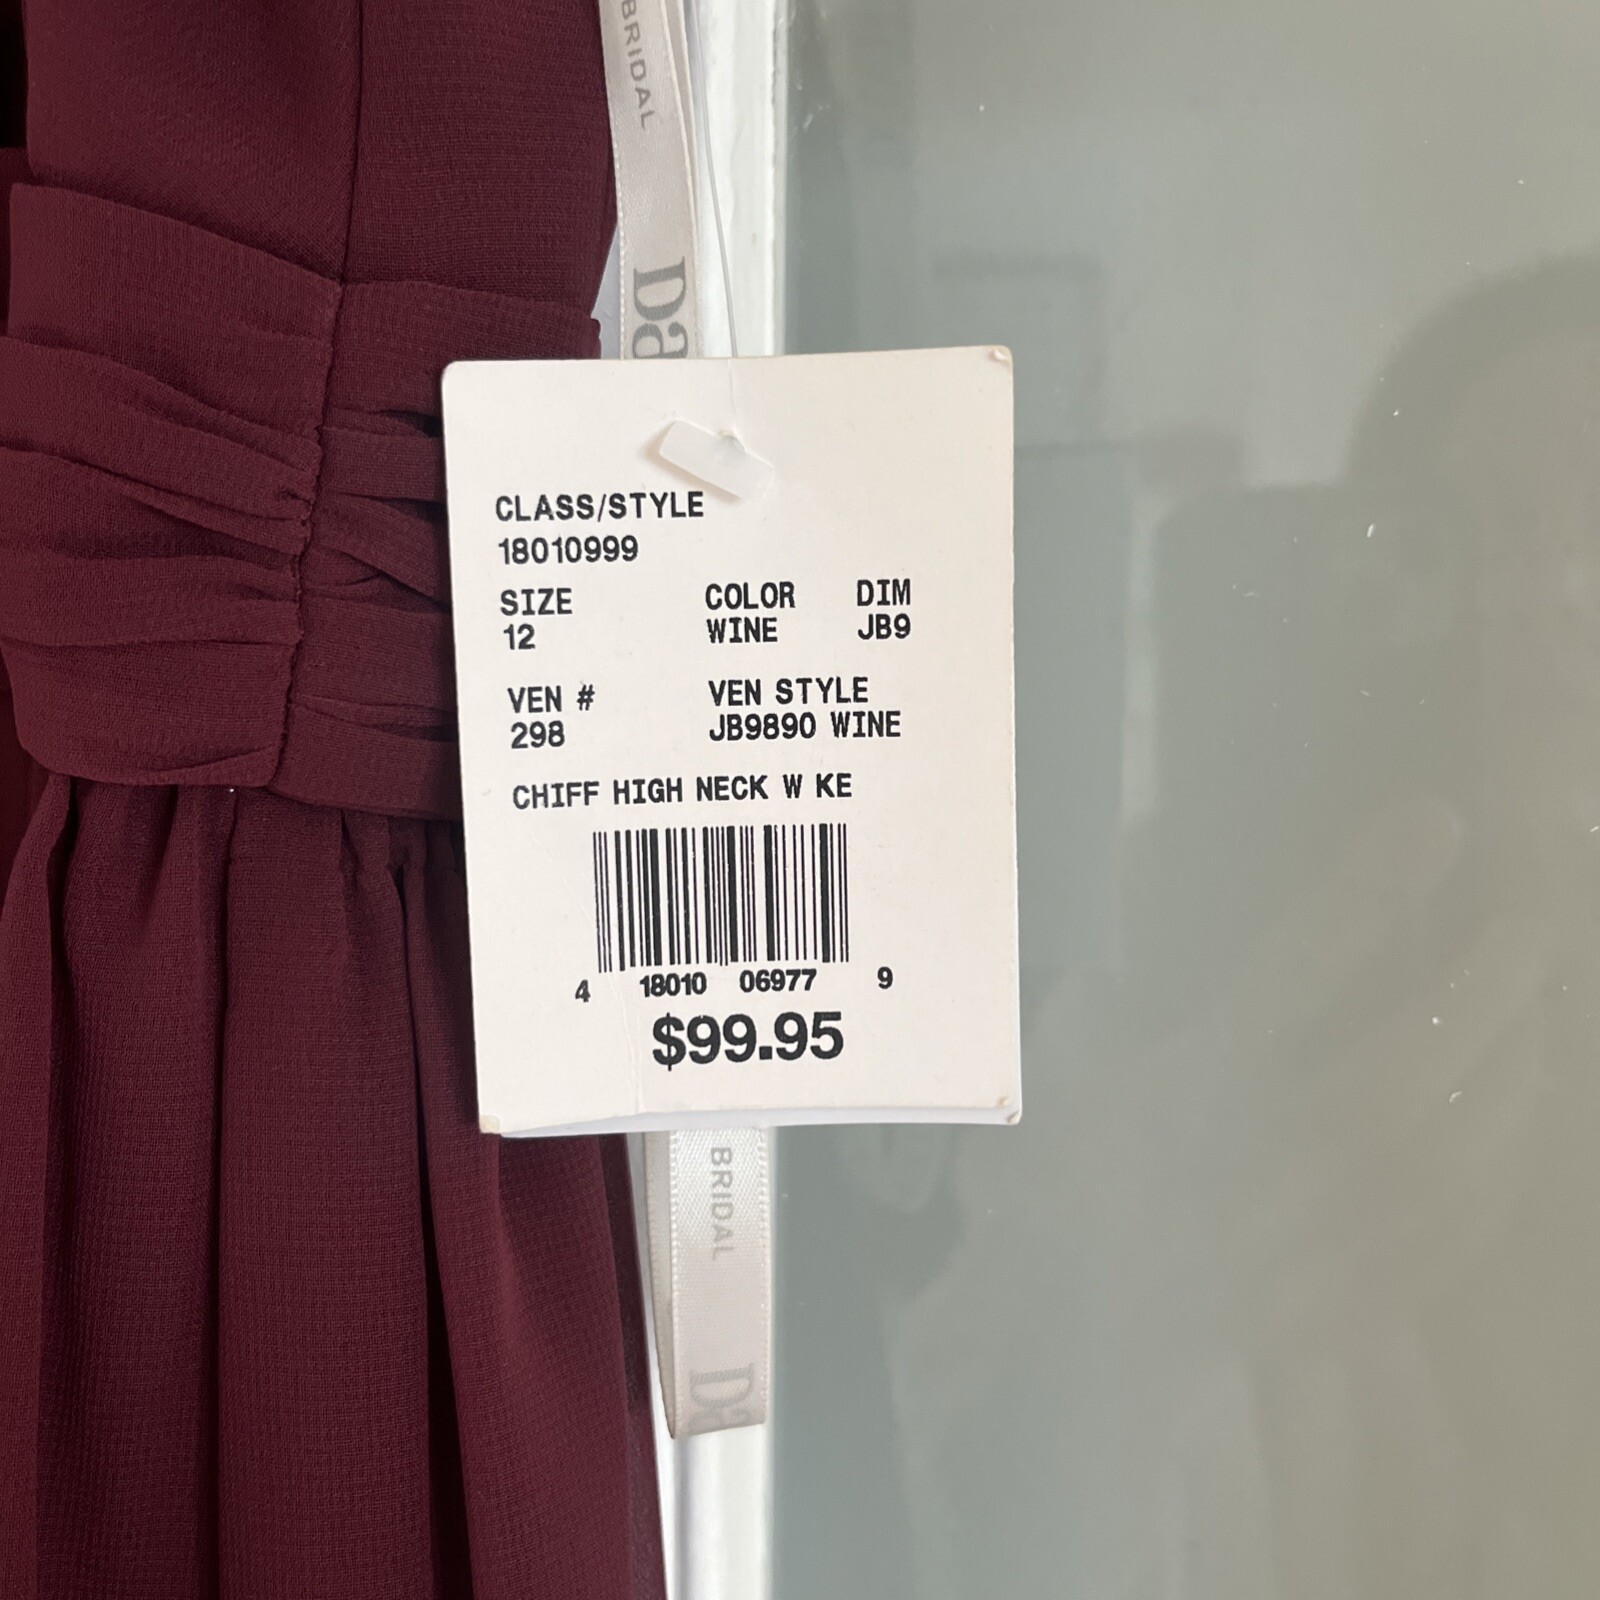 BRIDAL
Da
CLASS/STYLE
18010999
SIZE COLOR DIM
12 WINE JB9
VEN # VEN STYLE
298 JB9890 WINE
CHIFF HIGH NECK W KE
4 18010 06977 9
$99.95
BRIDAL
Da